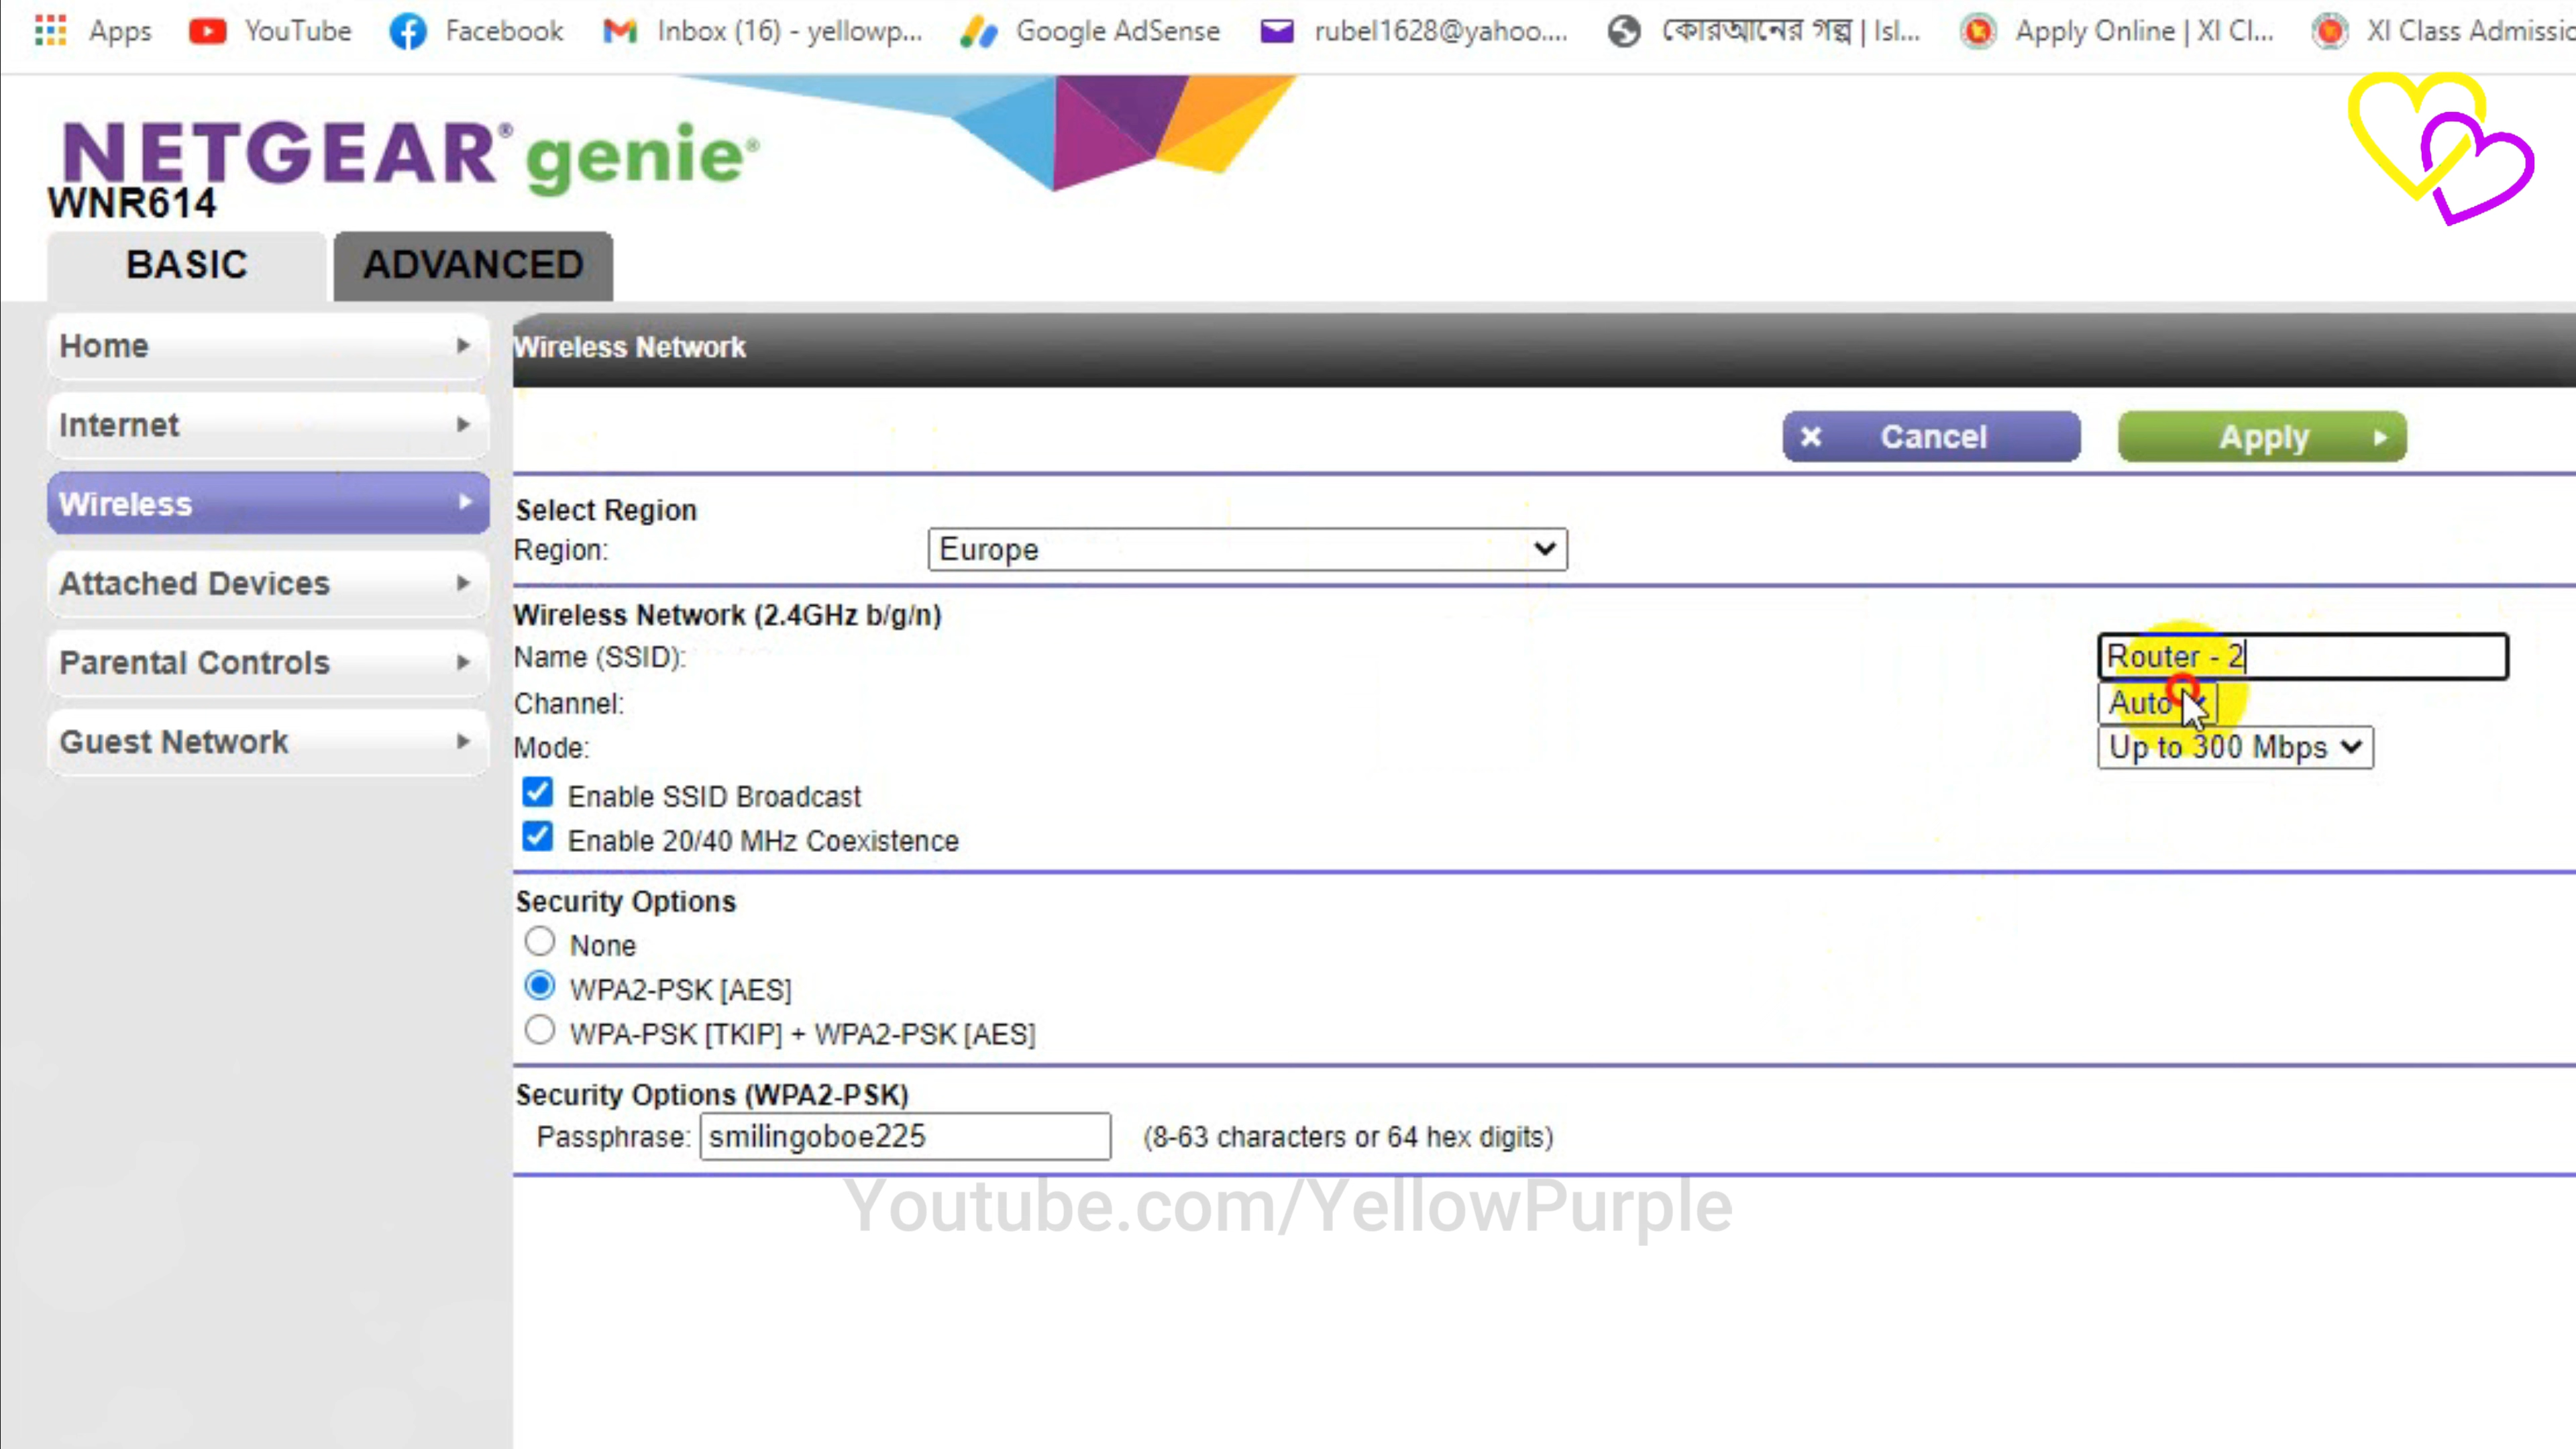 Apps YouTube Facebook Inbox (16) - yellowp... Google AdSense rubel1628@yahoo.... কোরআনের গল্প | Isl... Apply Online | XI Cl... XI Class Admissio
NETGEAR® genie®
WNR614
BASIC ADVANCED
Home
Internet
Wireless
Attached Devices
Parental Controls
Guest Network
Wireless Network
Cancel Apply
Select Region
Region: Europe
Wireless Network (2.4GHz b/g/n)
Name (SSID): Router - 2
Channel: Auto
Mode: Up to 300 Mbps
Enable SSID Broadcast
Enable 20/40 MHz Coexistence
Security Options
None
WPA2-PSK [AES]
WPA-PSK [TKIP] + WPA2-PSK [AES]
Security Options (WPA2-PSK)
Passphrase: smilingoboe225 (8-63 characters or 64 hex digits)
Youtube.com/YellowPurple